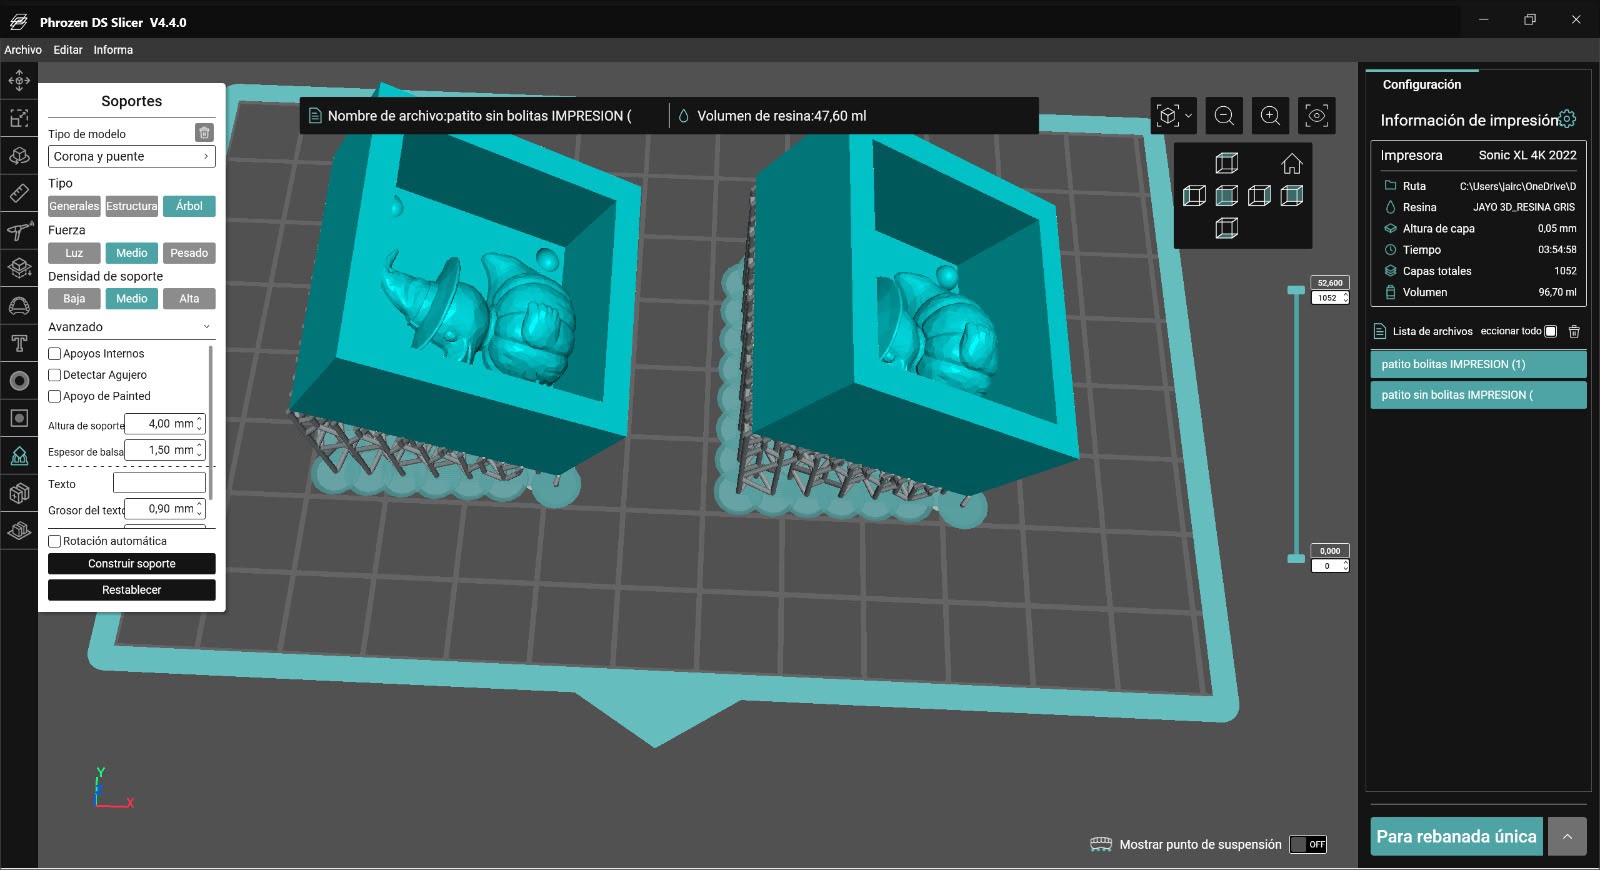 Phrozen DS Slicer V4.4.0
Archivo Editar Informa
Soportes
Tipo de modelo
Corona y puente
Tipo
Generales Estructura Árbol
Fuerza
Luz Medio Pesado
Densidad de soporte
Baja Medio Alta
Avanzado
Apoyos Internos
Detectar Agujero
Apoyo de Painted
Altura de soporte 4,00 mm
Espesor de balsa 1,50 mm
Texto
Grosor del texto 0,90 mm
Rotación automática
Construir soporte
Restablecer
Nombre de archivo:patito sin bolitas IMPRESION ( Volumen de resina:47,60 ml
52,600
1052
0,000
0
Y
X
Mostrar punto de suspensión OFF
Configuración
Información de impresión
Impresora Sonic XL 4K 2022
Ruta C:\Users\jairc\OneDrive\D
Resina JAYO 3D_RESINA GRIS
Altura de capa 0,05 mm
Tiempo 03:54:58
Capas totales 1052
Volumen 96,70 ml
Lista de archivos eccionar todo
patito bolitas IMPRESION (1)
patito sin bolitas IMPRESION (
Para rebanada única